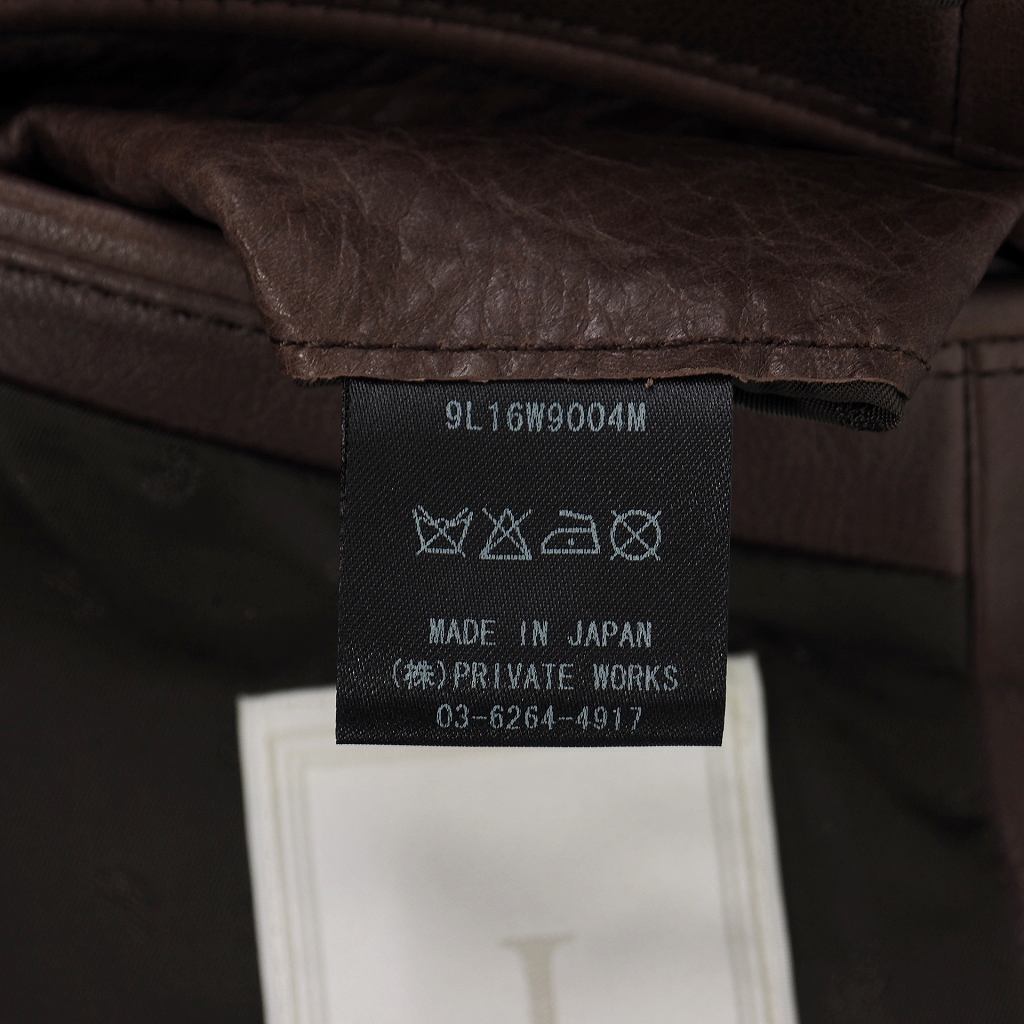 9L16W9004M
MADE IN JAPAN
(株)PRIVATE WORKS
03-6264-4917